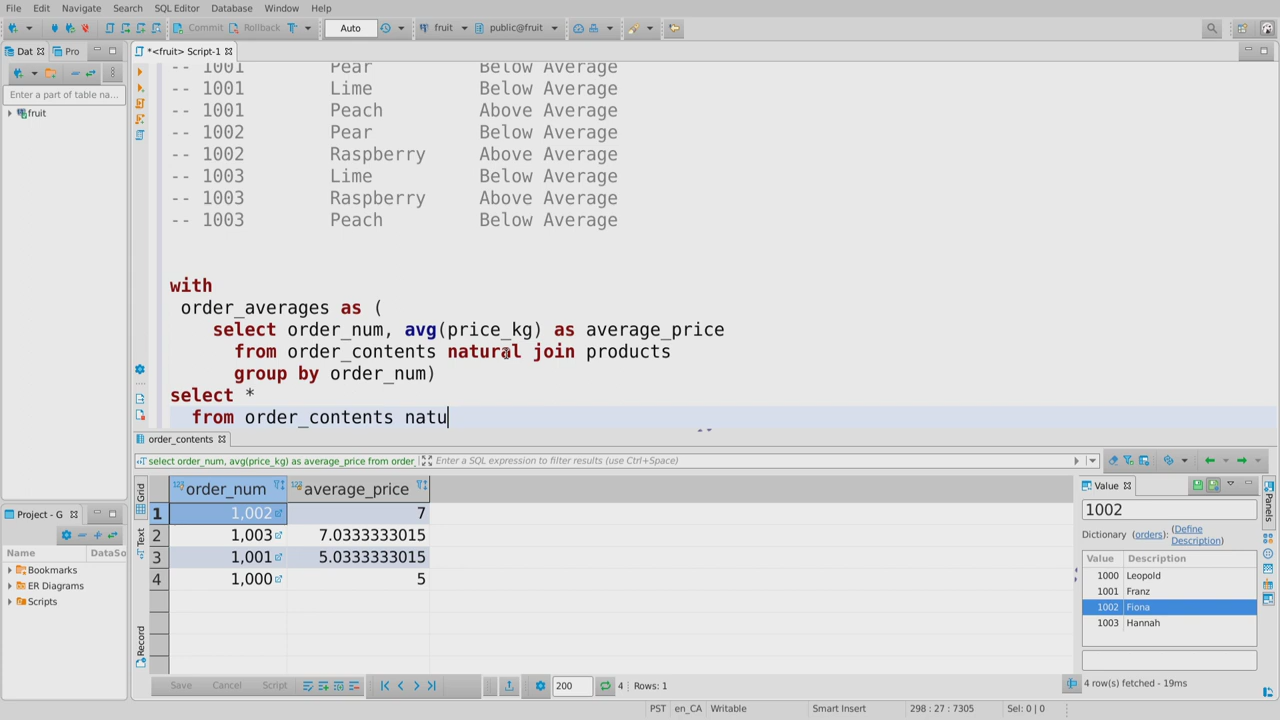 File Edit Navigate Search SQL Editor Database Window Help
Commit Rollback Auto fruit public@fruit
Dat Pro *<fruit> Script-1
Enter a part of table na...
fruit
-- 1001 Pear Below Average
-- 1001 Lime Below Average
-- 1001 Peach Above Average
-- 1002 Pear Below Average
-- 1002 Raspberry Above Average
-- 1003 Lime Below Average
-- 1003 Raspberry Above Average
-- 1003 Peach Below Average
with
order_averages as (
select order_num, avg(price_kg) as average_price
from order_contents natural join products
group by order_num)
select *
from order_contents natu
order_contents
select order_num, avg(price_kg) as average_price from order_ Enter a SQL expression to filter results (use Ctrl+Space)
Grid
Text
Record
order_num average_price
1 1,002 7
2 1,003 7.0333333015
3 1,001 5.0333333015
4 1,000 5
Value
Panels
1002
Dictionary (orders): (Define
Description)
Value Description
1000 Leopold
1001 Franz
1002 Fiona
1003 Hannah
Project - G
Name DataSo
Bookmarks
ER Diagrams
Scripts
Save Cancel Script 200 4 Rows: 1
4 row(s) fetched - 19ms
PST en_CA Writable Smart Insert 298 : 27 : 7305 Sel: 0 | 0